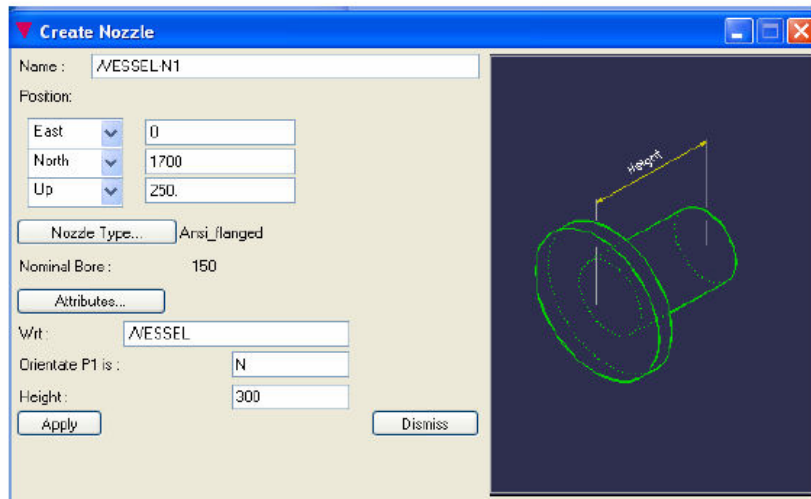 Create Nozzle
Name : /VESSEL-N1
Position:
East 0
North 1700
Up 250.
Nozzle Type... Ansi_flanged
Nominal Bore : 150
Attributes...
Wrt : /VESSEL
Orientate P1 is : N
Height : 300
Apply Dismiss
Height